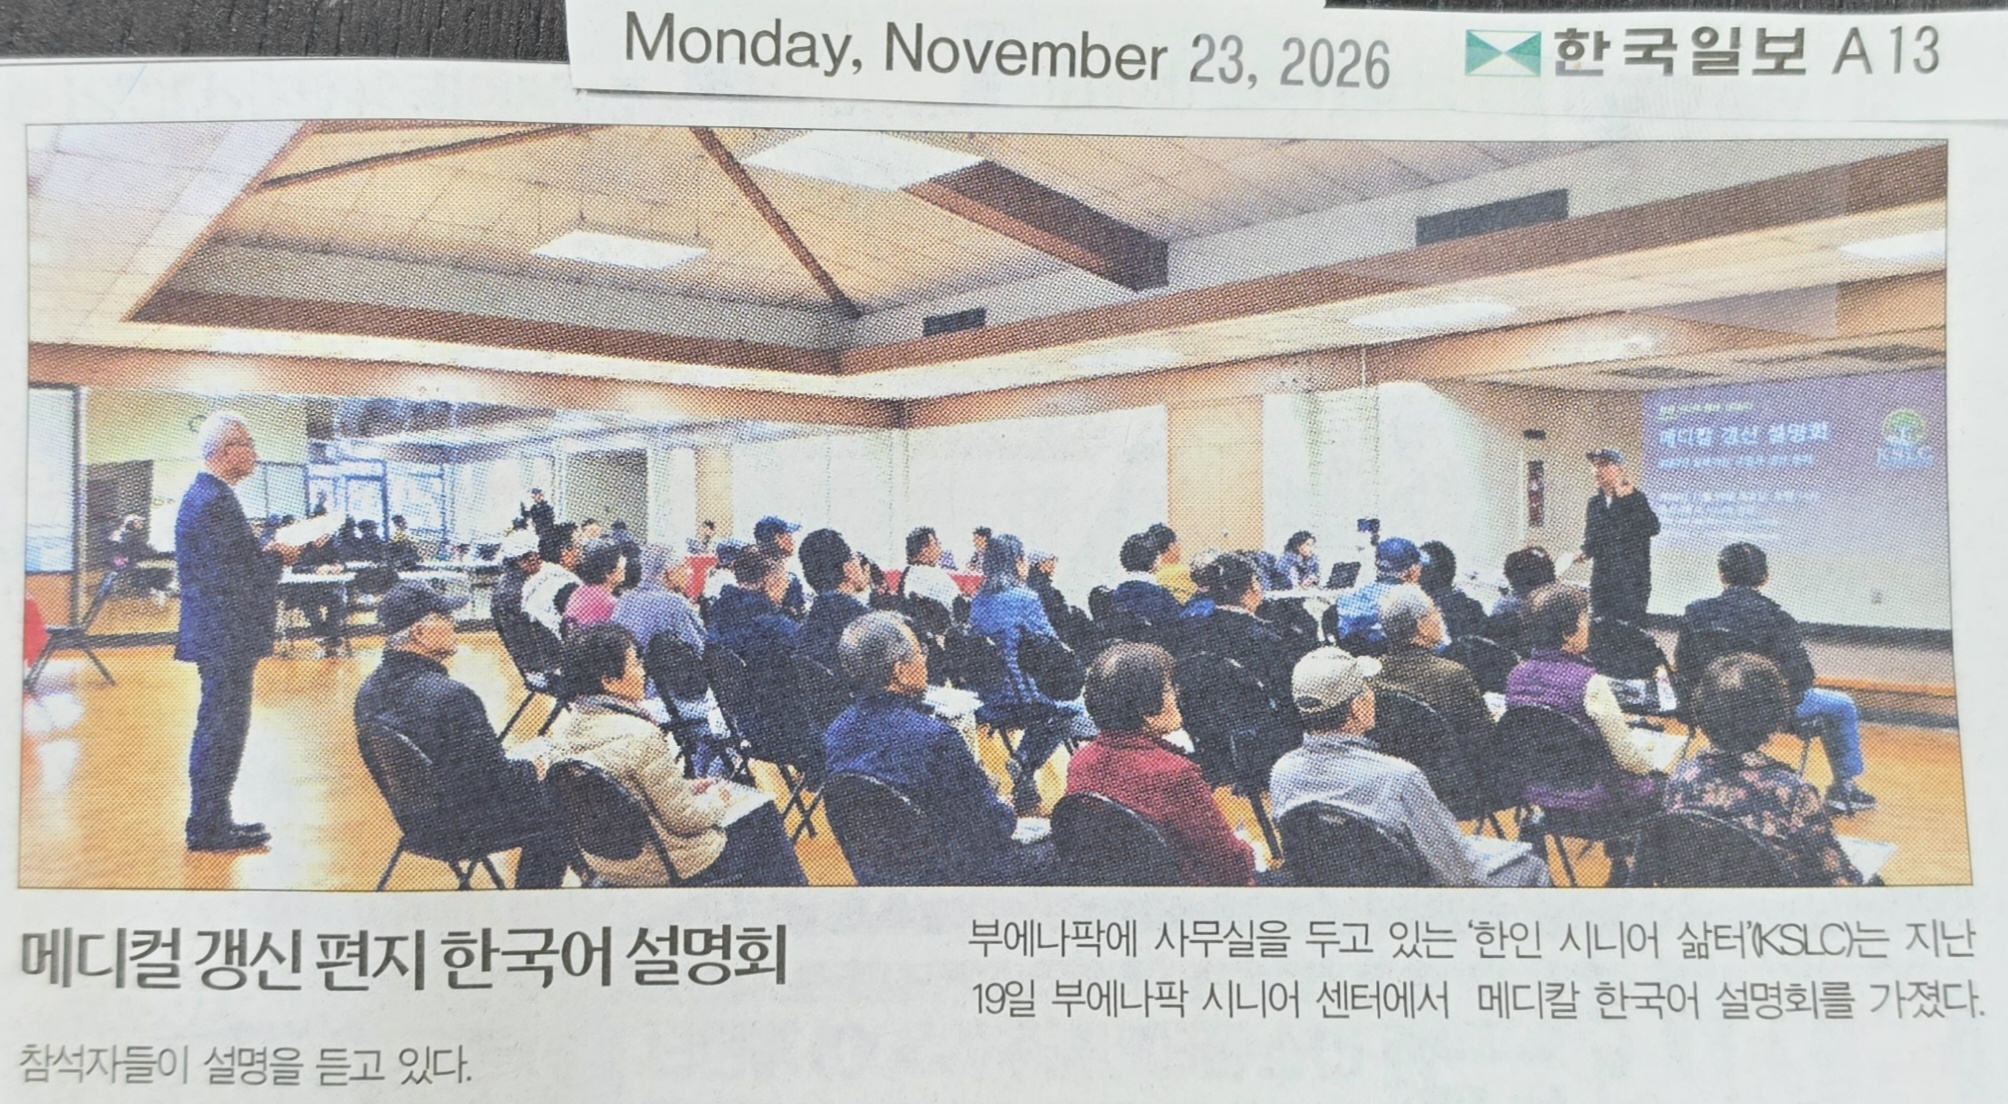 Monday, November 23, 2026
한국일보 A13
메디컬 갱신 설명회
KSLC
메디컬 갱신 편지 한국어 설명회
부에나팍에 사무실을 두고 있는 ‘한인 시니어 삶터’(KSLC)는 지난
19일 부에나팍 시니어 센터에서 메디칼 한국어 설명회를 가졌다.
참석자들이 설명을 듣고 있다.